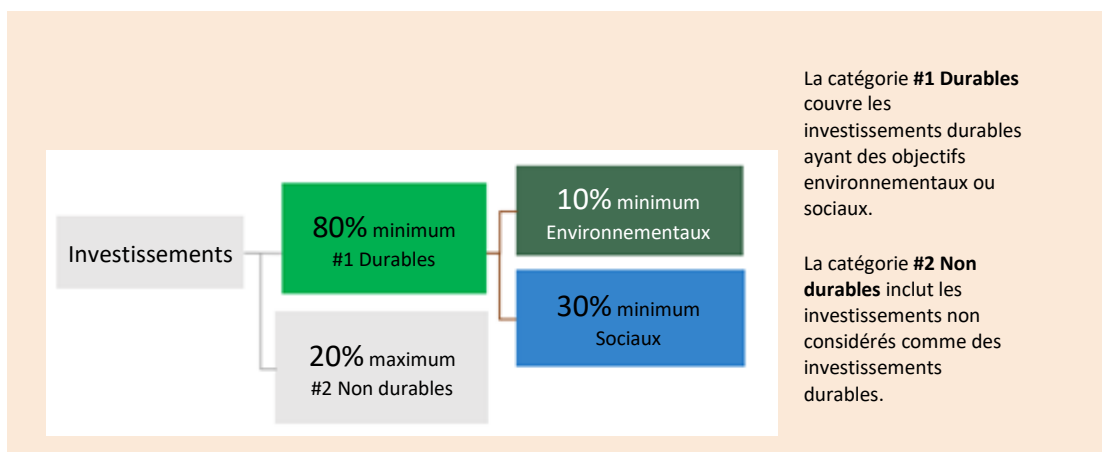 Investissements
80% minimum
#1 Durables
20% maximum
#2 Non durables
10% minimum
Environnementaux
30% minimum
Sociaux
La catégorie #1 Durables
couvre les
investissements durables
ayant des objectifs
environnementaux ou
sociaux.
La catégorie #2 Non
durables inclut les
investissements non
considérés comme des
investissements
durables.